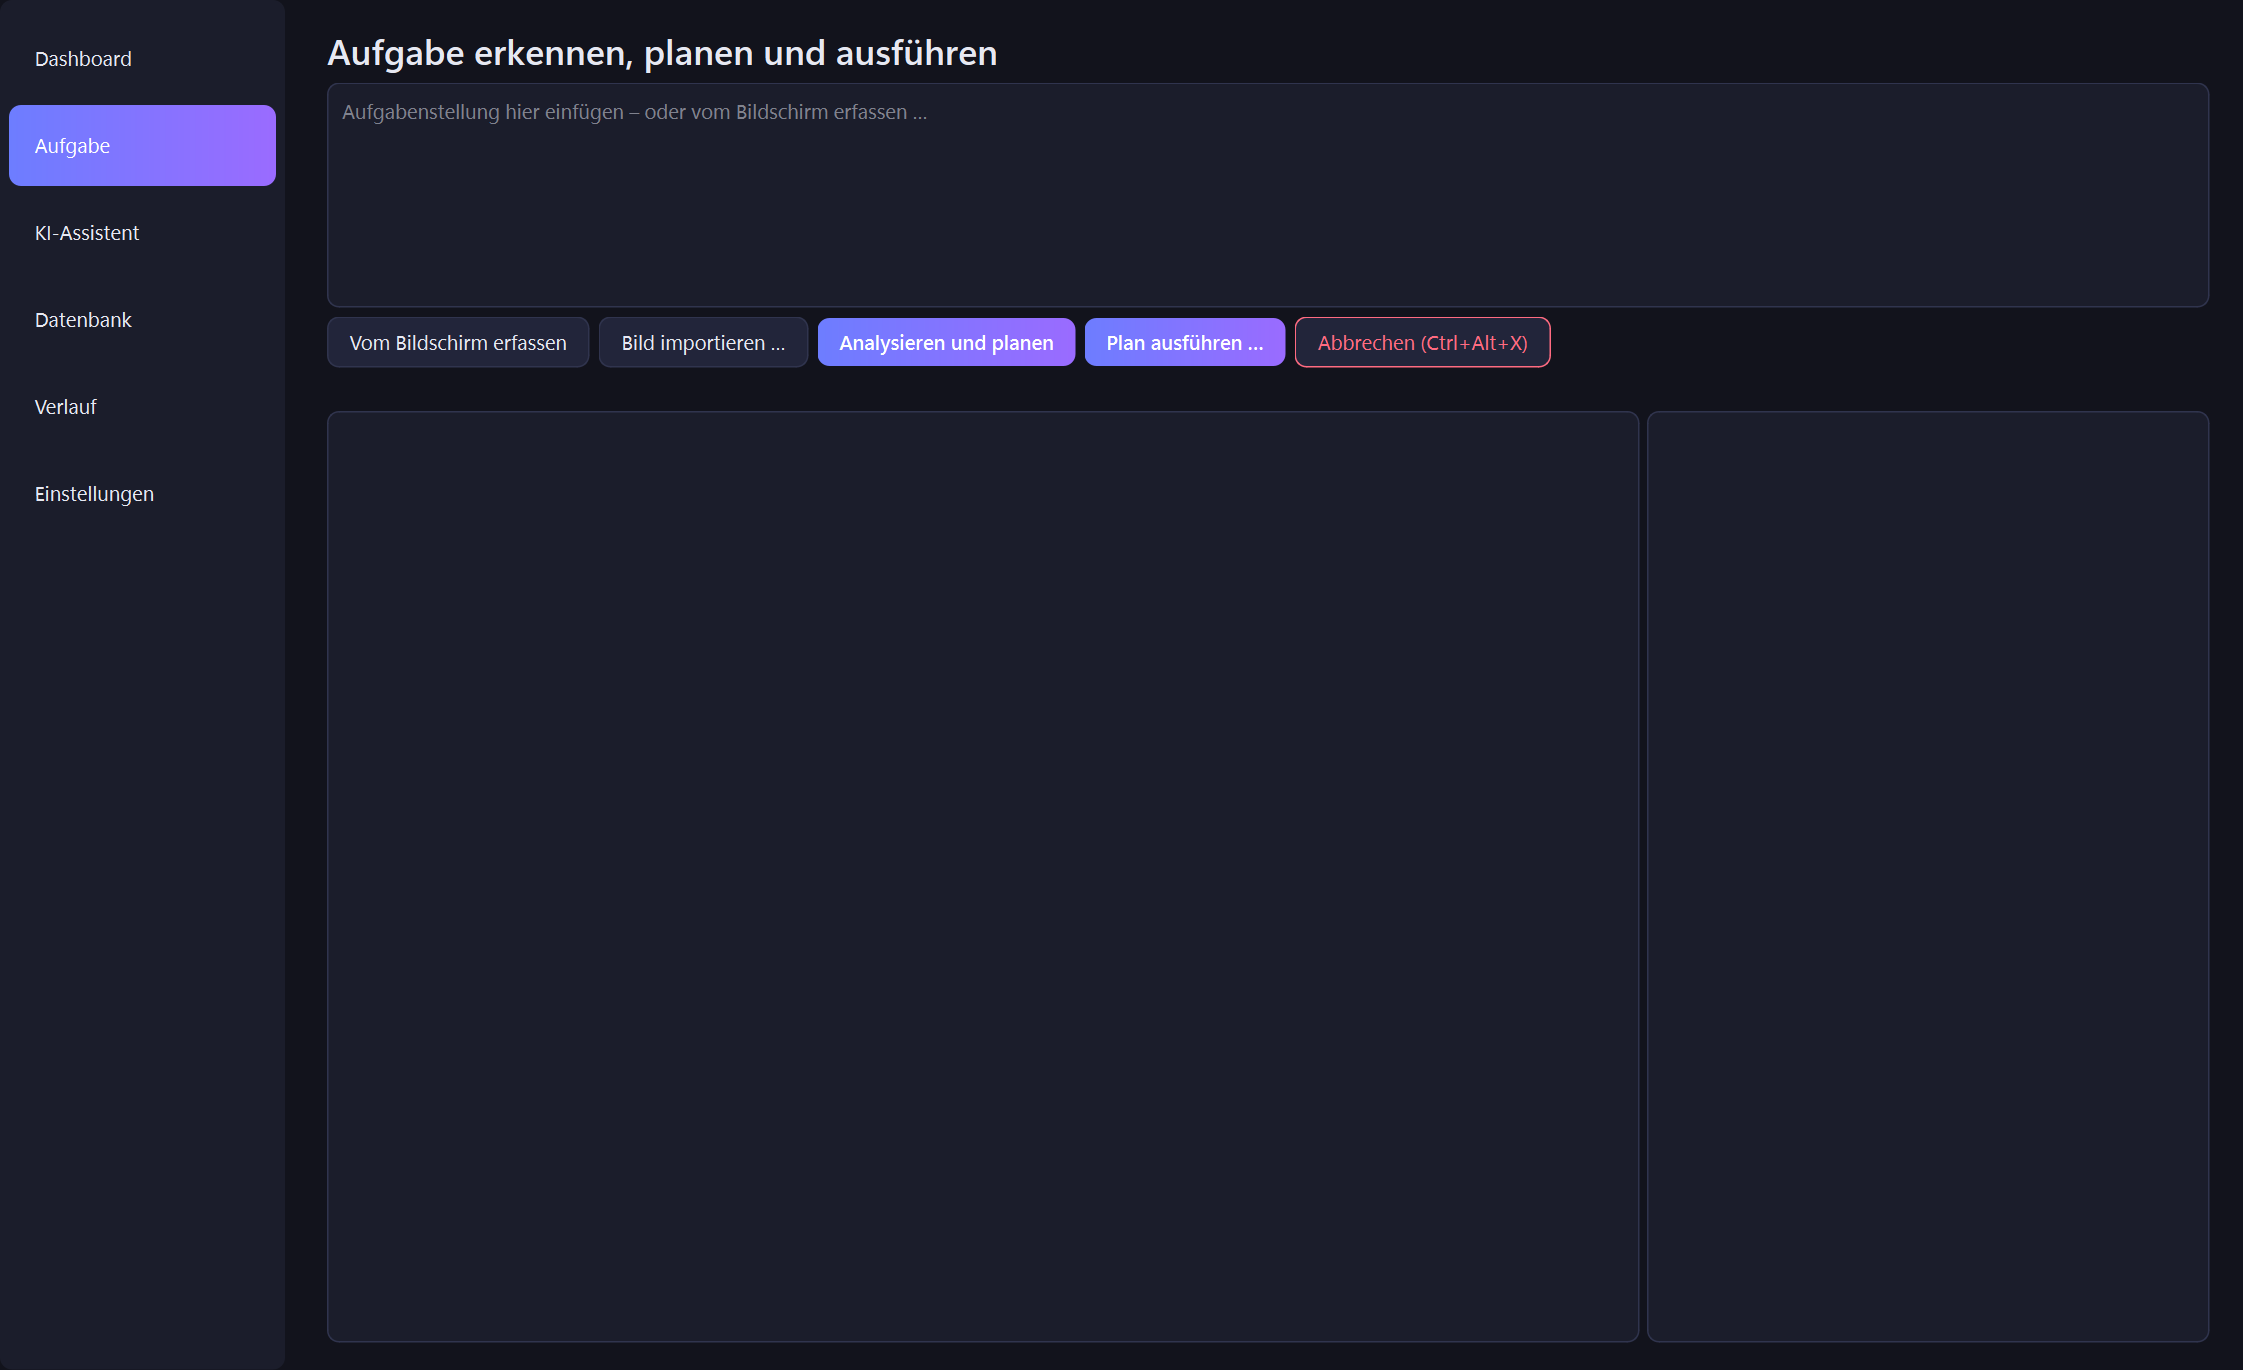 Dashboard
Aufgabe
KI-Assistent
Datenbank
Verlauf
Einstellungen
Aufgabe erkennen, planen und ausführen
Aufgabenstellung hier einfügen – oder vom Bildschirm erfassen ...
Vom Bildschirm erfassen
Bild importieren ...
Analysieren und planen
Plan ausführen ...
Abbrechen (Ctrl+Alt+X)